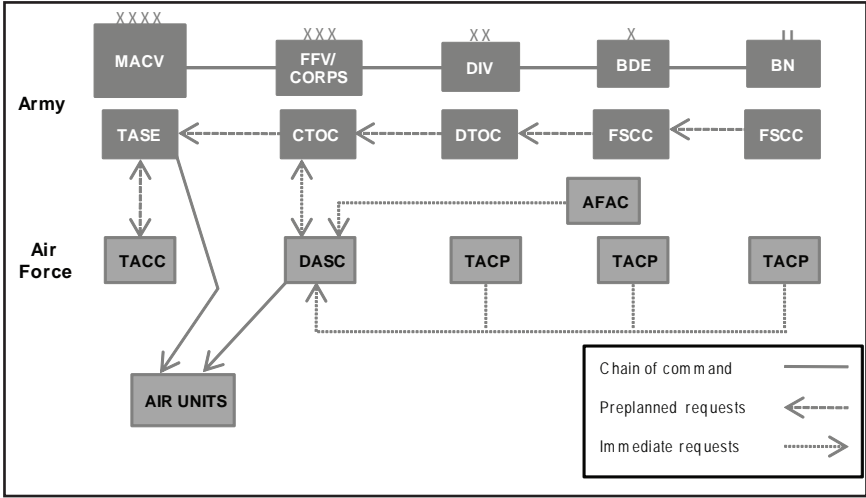 XXXX
XXX
XX
X
II
MACV
FFV/
CORPS
DIV
BDE
BN
Army
TASE
CTOC
DTOC
FSCC
FSCC
AFAC
Air
Force
TACC
DASC
TACP
TACP
TACP
AIR UNITS
Chain of command
Preplanned requests
Immediate requests